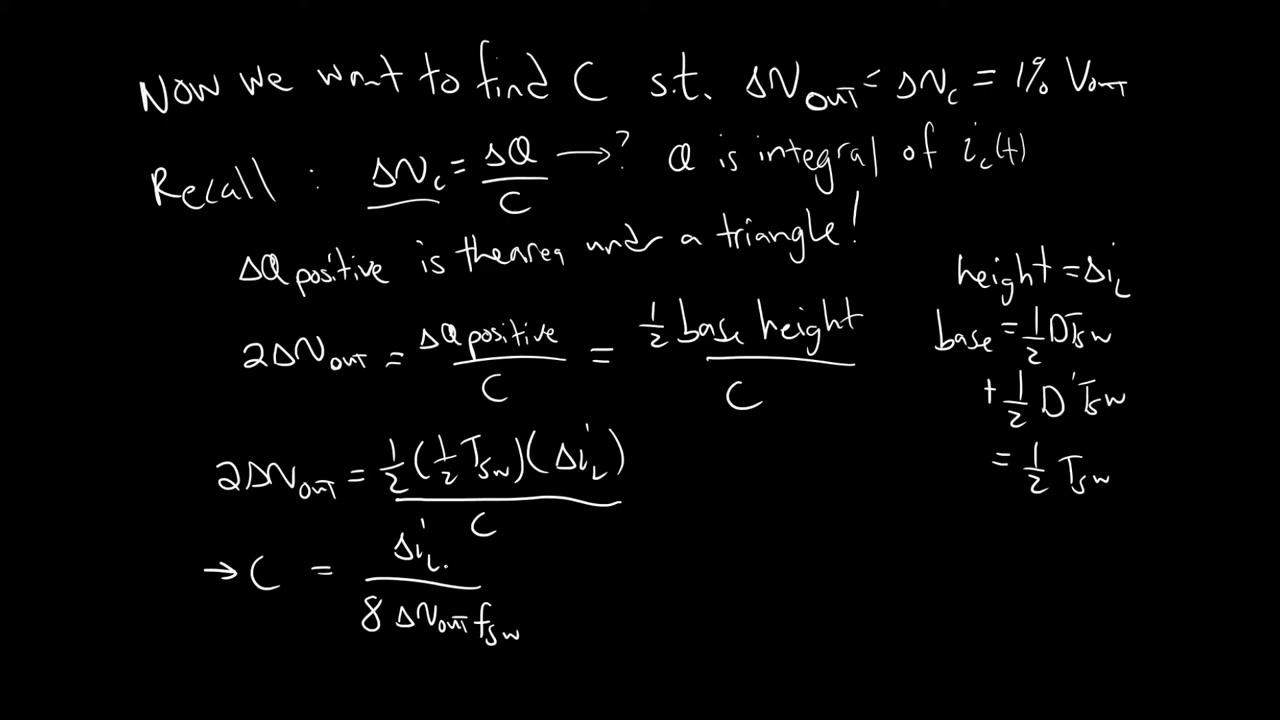 Now we want to find C s.t. ΔV_OUT = ΔV_C = 1% V_OUT
Recall : ΔV_C = ΔQ / C → ? Q is integral of i_C(t)
ΔQ positive is the area under a triangle!
2ΔV_OUT = ΔQ positive / C = ½ base height / C
height = Δi_L
base = ½ DT_sw
+ ½ D'T_sw
= ½ T_sw
2ΔV_OUT = ½ (½ T_sw)(Δi_L) / C
→ C = Δi_L / 8 ΔV_OUT f_sw